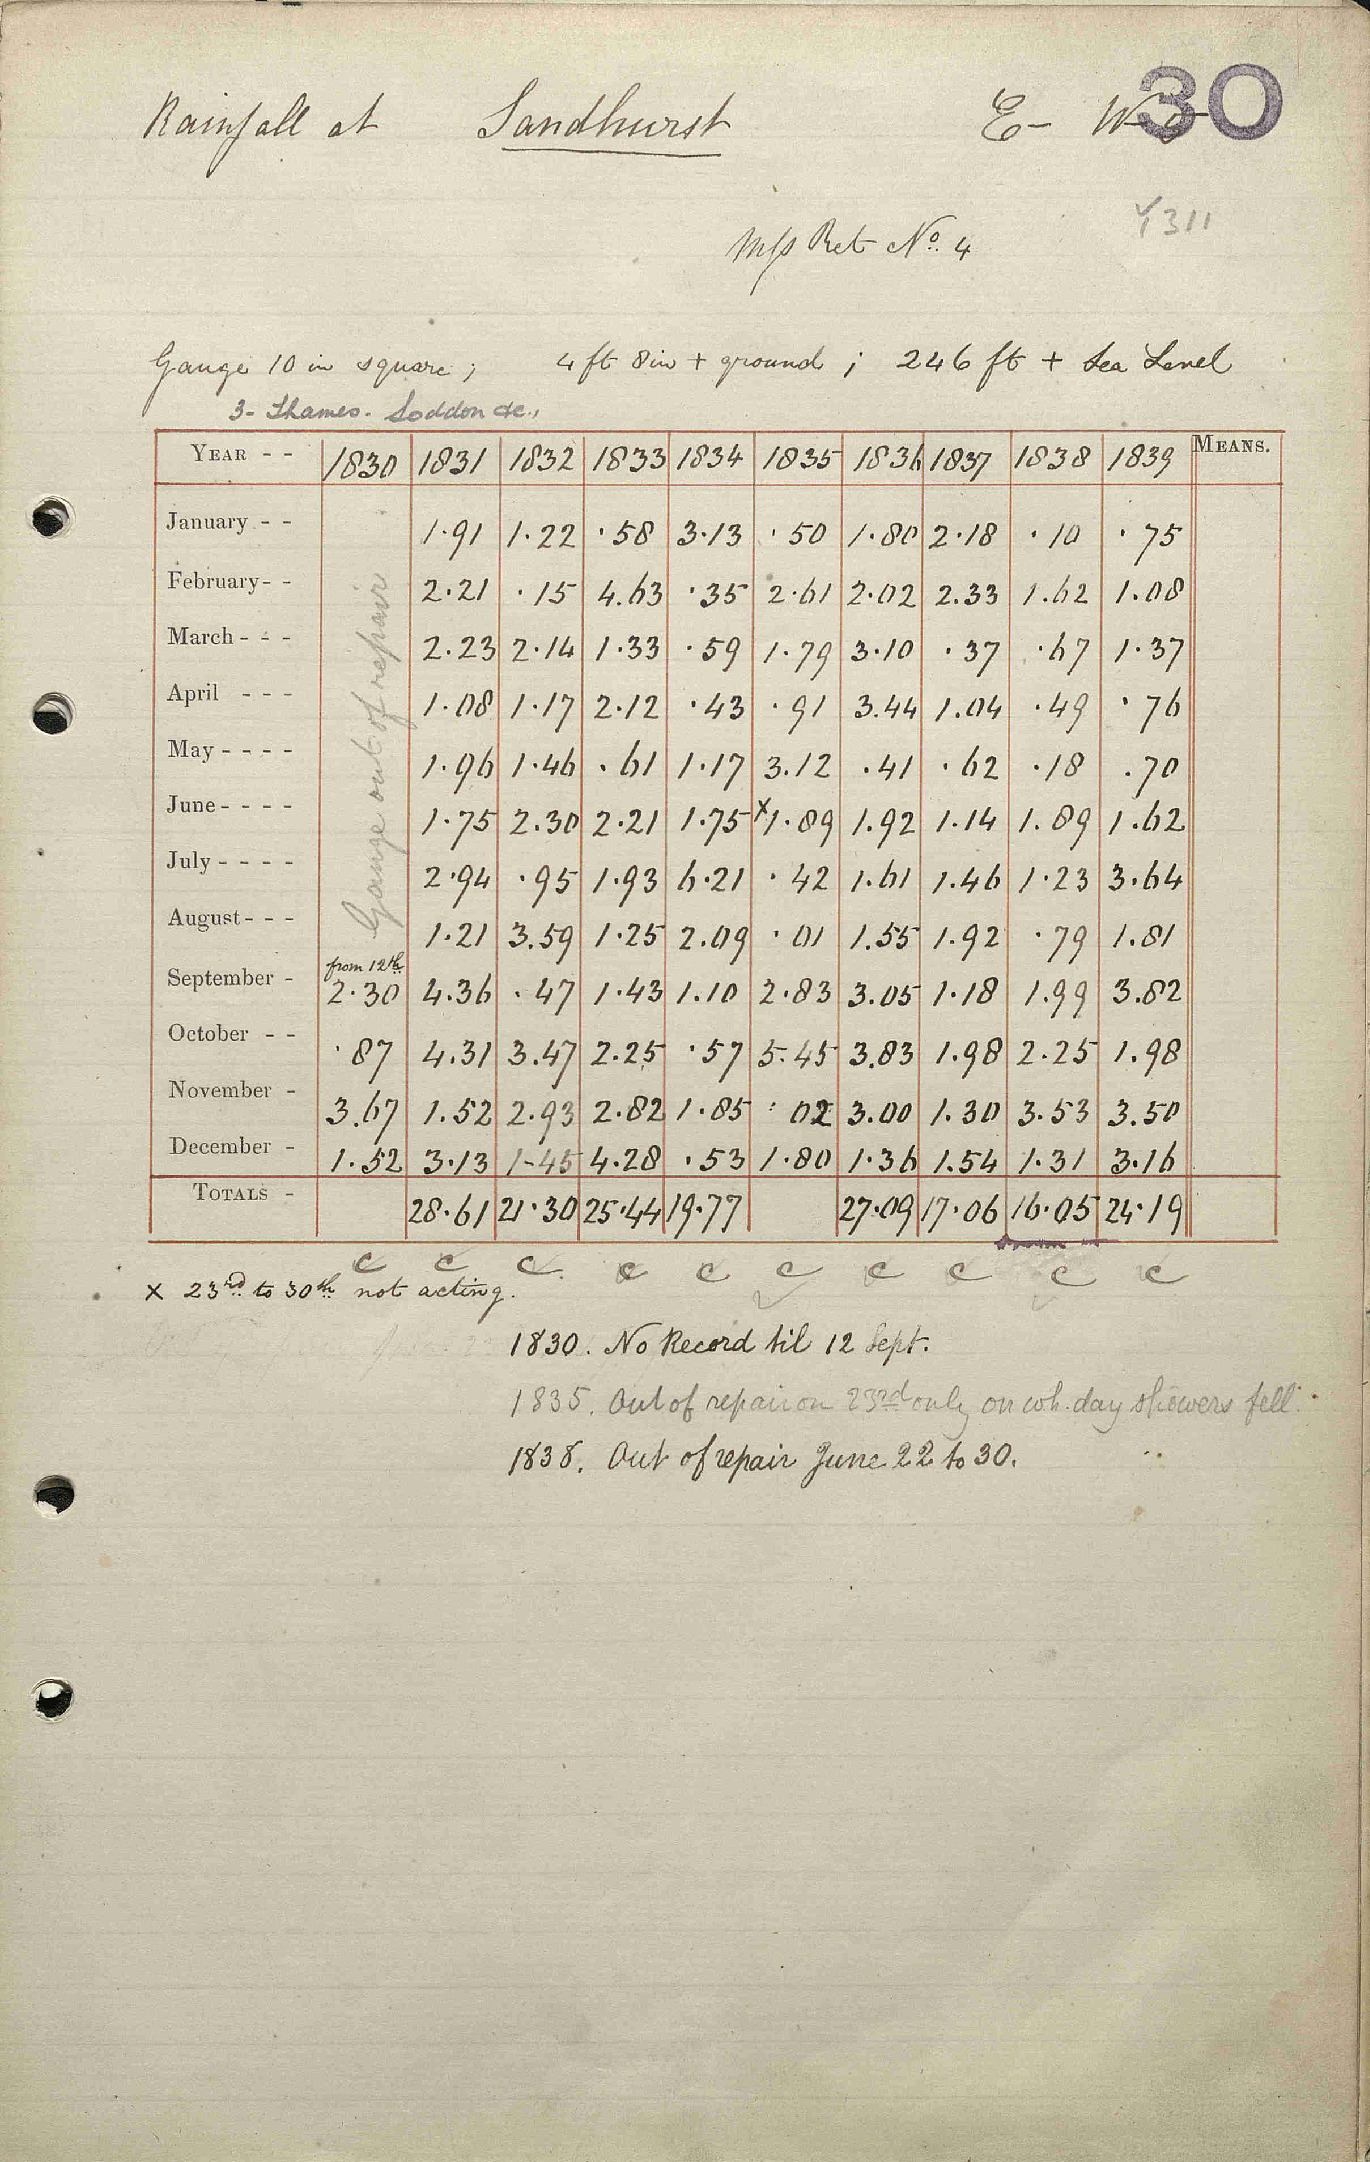 30
Rainfall at Sandhurst E-
311
Mss Ret No. 4
Gauge 10 in square; 4 ft 8 in + ground; 246 ft + Sea Level
3- Thames. Loddon &c.,
YEAR - - 1830 1831 1832 1833 1834 1835 1836 1837 1838 1839 MEANS.
Gauge out of repair
January - - 1.91 1.22 .58 3.13 .50 1.80 2.18 .10 .75
February - - 2.21 .15 4.63 .35 2.61 2.02 2.33 1.62 1.08
March - - - 2.23 2.14 1.33 .59 1.79 3.10 .37 .67 1.37
April - - - 1.08 1.17 2.12 .43 .91 3.44 1.04 .49 .76
May - - - - 1.96 1.46 .61 1.17 3.12 .41 .62 .18 .70
June - - - - 1.75 2.30 2.21 1.75 x1.89 1.92 1.14 1.89 1.62
July - - - - 2.94 .95 1.93 6.21 .42 1.61 1.46 1.23 3.64
August - - - 1.21 3.59 1.25 2.09 .01 1.55 1.92 .79 1.81
from 12th
September - 2.30 4.36 .47 1.43 1.10 2.83 3.05 1.18 1.99 3.82
October - - .87 4.31 3.47 2.25 .57 5.45 3.83 1.98 2.25 1.98
November - 3.67 1.52 2.93 2.82 1.85 .02 3.00 1.30 3.53 3.50
December - 1.52 3.13 1-45 4.28 .53 1.80 1.36 1.54 1.31 3.16
TOTALS - 28.61 21.30 25.44 19.77 27.09 17.06 16.05 24.19
c c c c c c c c c c
x 23rd to 30th not acting.
1830. No Record til 12 Sept.
1835. Out of repair on 23rd only on wh. day showers fell.
1838. Out of repair June 22 to 30.